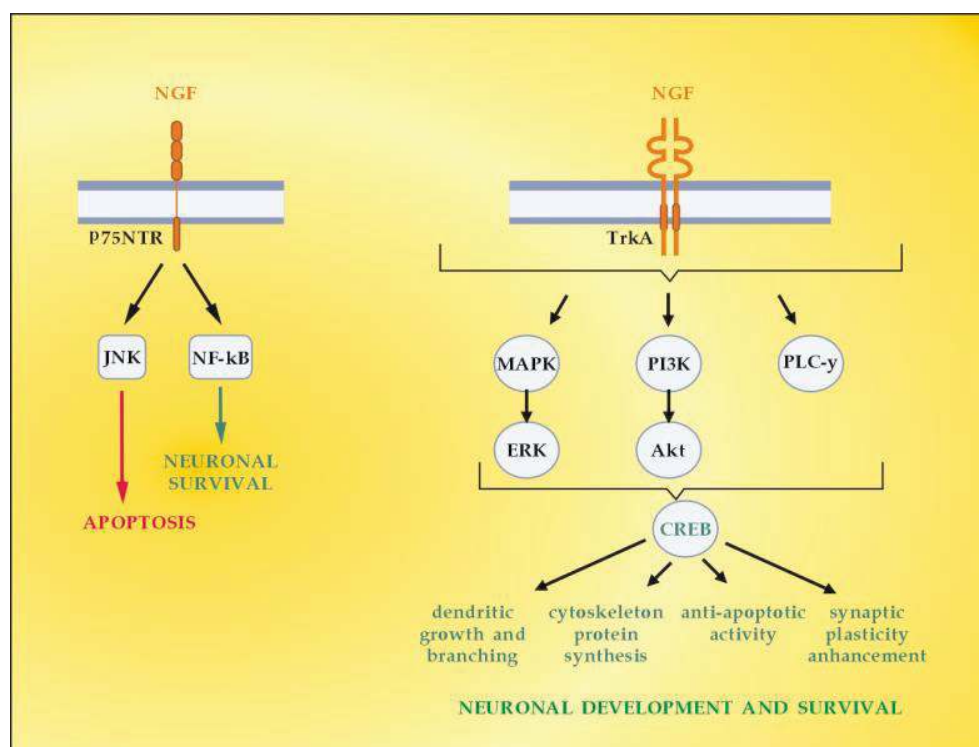 NGF
p75NTR
JNK
NF-kB
NEURONAL
SURVIVAL
APOPTOSIS
NGF
TrkA
MAPK
PI3K
PLC-y
ERK
Akt
CREB
dendritic
growth and
branching
cytoskeleton
protein
synthesis
anti-apoptotic
activity
synaptic
plasticity
enhancement
NEURONAL DEVELOPMENT AND SURVIVAL